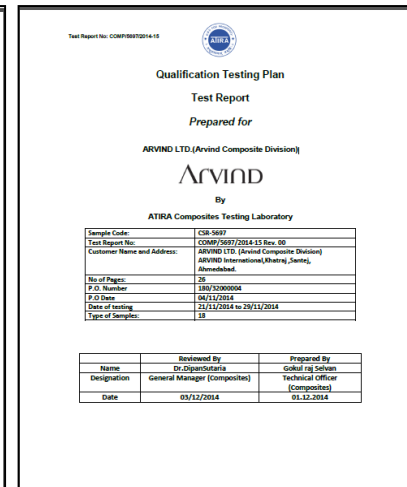 Test Report No: COMP/5697/2014-15
ATIRA
Qualification Testing Plan
Test Report
Prepared for
ARVIND LTD.(Arvind Composite Division)|
ARVIND
By
ATIRA Composites Testing Laboratory
Sample Code: CSR-5697
Test Report No: COMP/5697/2014-15 Rev. 00
Customer Name and Address: ARVIND LTD. (Arvind Composite Division)
ARVIND International,Khatraj ,Santej,
Ahmedabad.
No of Pages: 26
P.O. Number 180/32000004
P.O Date 04/11/2014
Date of testing 21/11/2014 to 29/11/2014
Type of Samples: 18
Reviewed By Prepared By
Name Dr.DipanSutaria Gokul raj Selvan
Designation General Manager (Composites) Technical Officer
(Composites)
Date 03/12/2014 01.12.2014